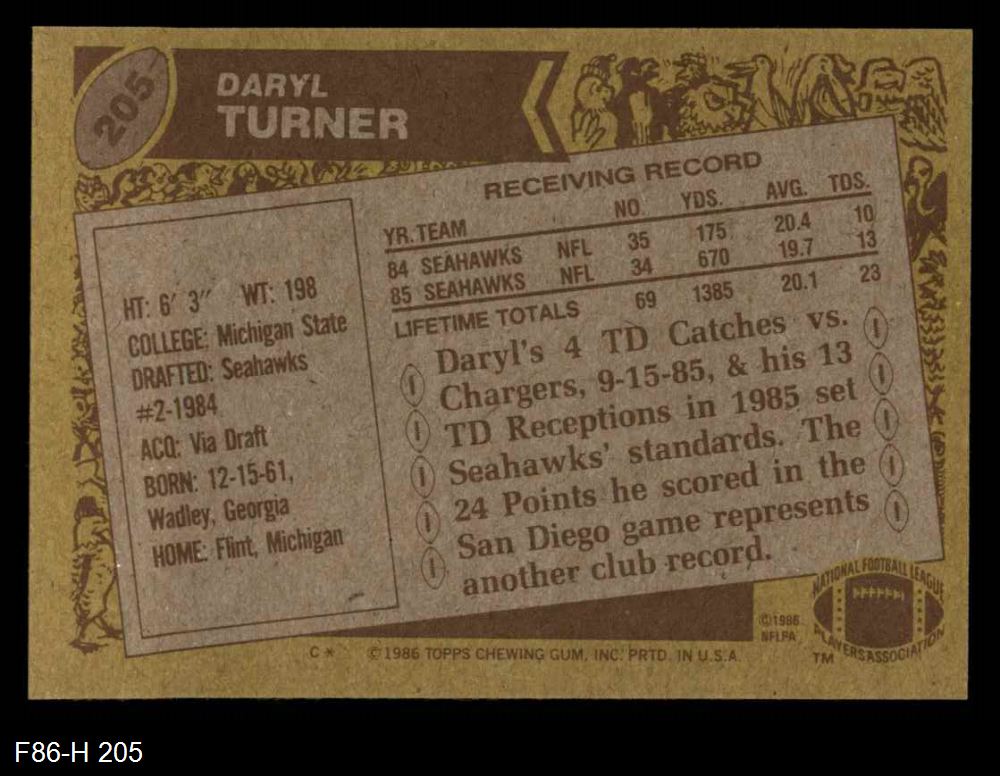 205
DARYL
TURNER
RECEIVING RECORD
YR. TEAM NO. YDS. AVG. TDS.
84 SEAHAWKS NFL 35 175 20.4 10
85 SEAHAWKS NFL 34 670 19.7 13
LIFETIME TOTALS 69 1385 20.1 23
HT: 6′ 3″ WT: 198
COLLEGE: Michigan State
DRAFTED: Seahawks
#2-1984
ACQ: Via Draft
BORN: 12-15-61,
Wadley, Georgia
HOME: Flint, Michigan
Daryl's 4 TD Catches vs.
Chargers, 9-15-85, & his 13
TD Receptions in 1985 set
Seahawks' standards. The
24 Points he scored in the
San Diego game represents
another club record.
©1986
NFLPA
NATIONAL FOOTBALL LEAGUE
PLAYERS ASSOCIATION
TM
C* ©1986 TOPPS CHEWING GUM, INC. PRTD. IN U.S.A.
F86-H 205